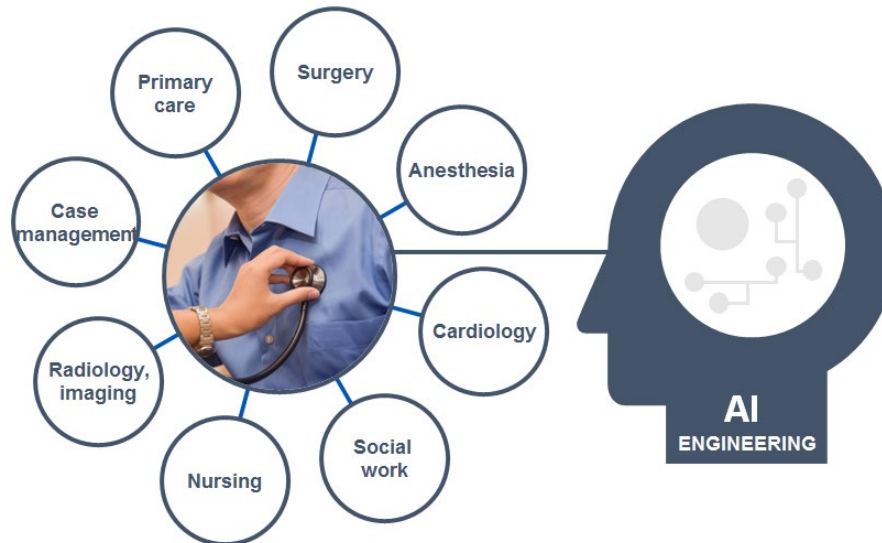 Surgery
Primary
care
Anesthesia
Case
management
Cardiology
Radiology,
imaging
Social
work
Nursing
AI
ENGINEERING